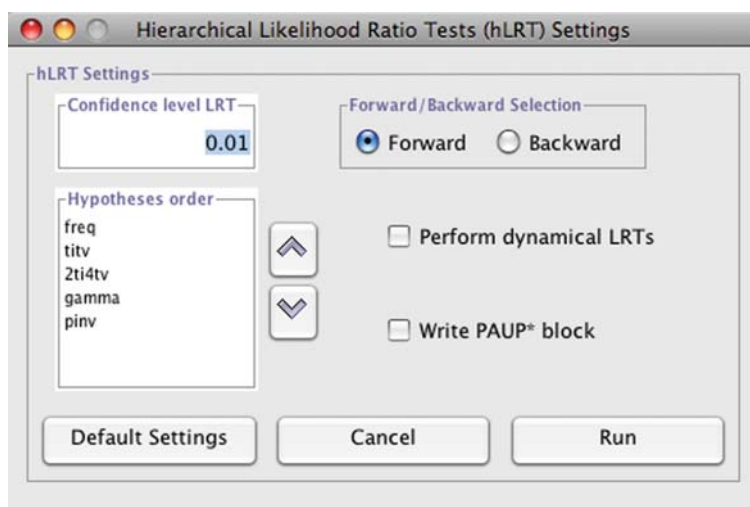 Hierarchical Likelihood Ratio Tests (hLRT) Settings
hLRT Settings
Confidence level LRT
0.01
Forward/Backward Selection
Forward
Backward
Hypotheses order
freq
titv
2ti4tv
gamma
pinv
Perform dynamical LRTs
Write PAUP* block
Default Settings
Cancel
Run